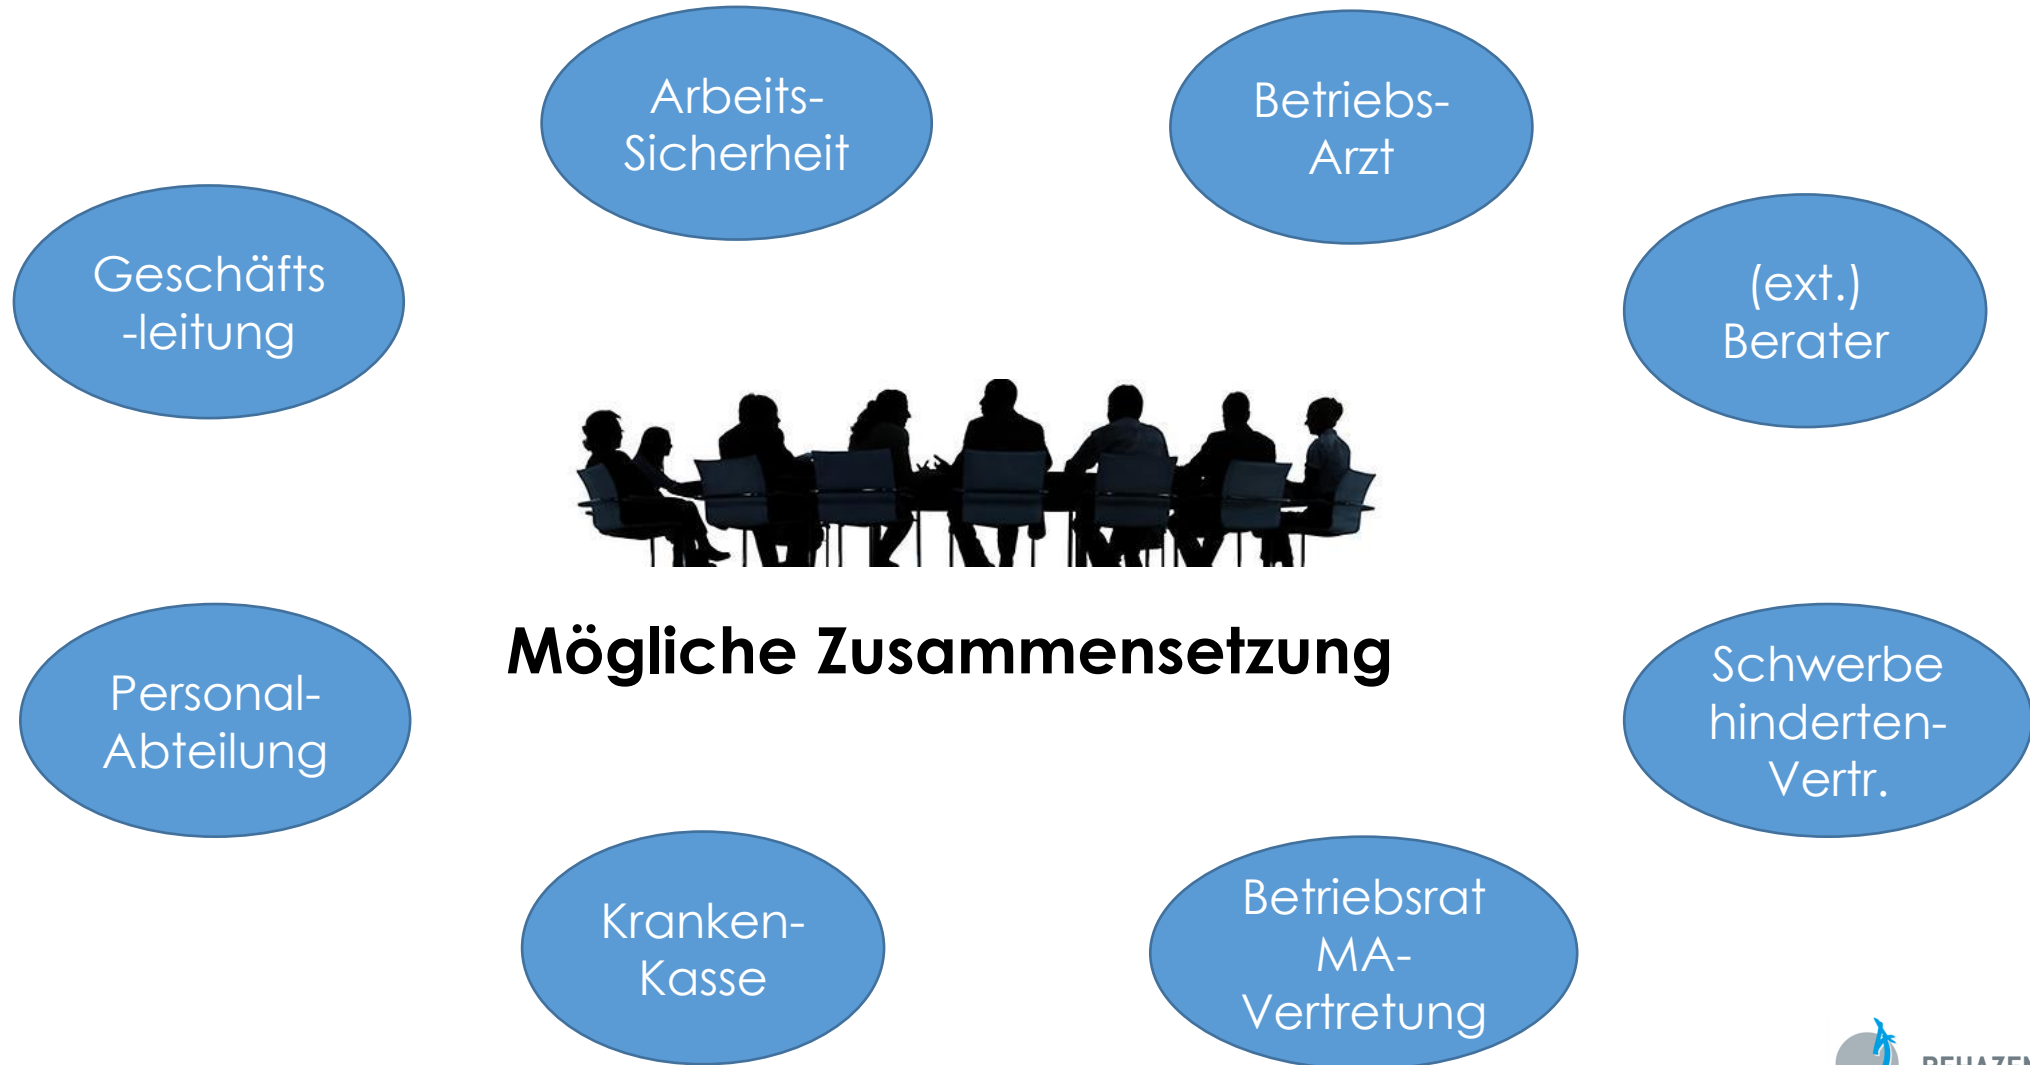 Arbeits-
Sicherheit
Betriebs-
Arzt
Geschäfts
-leitung
(ext.)
Berater
Mögliche Zusammensetzung
Personal-
Abteilung
Schwerbe
hinderten-
Vertr.
Kranken-
Kasse
Betriebsrat
MA-
Vertretung